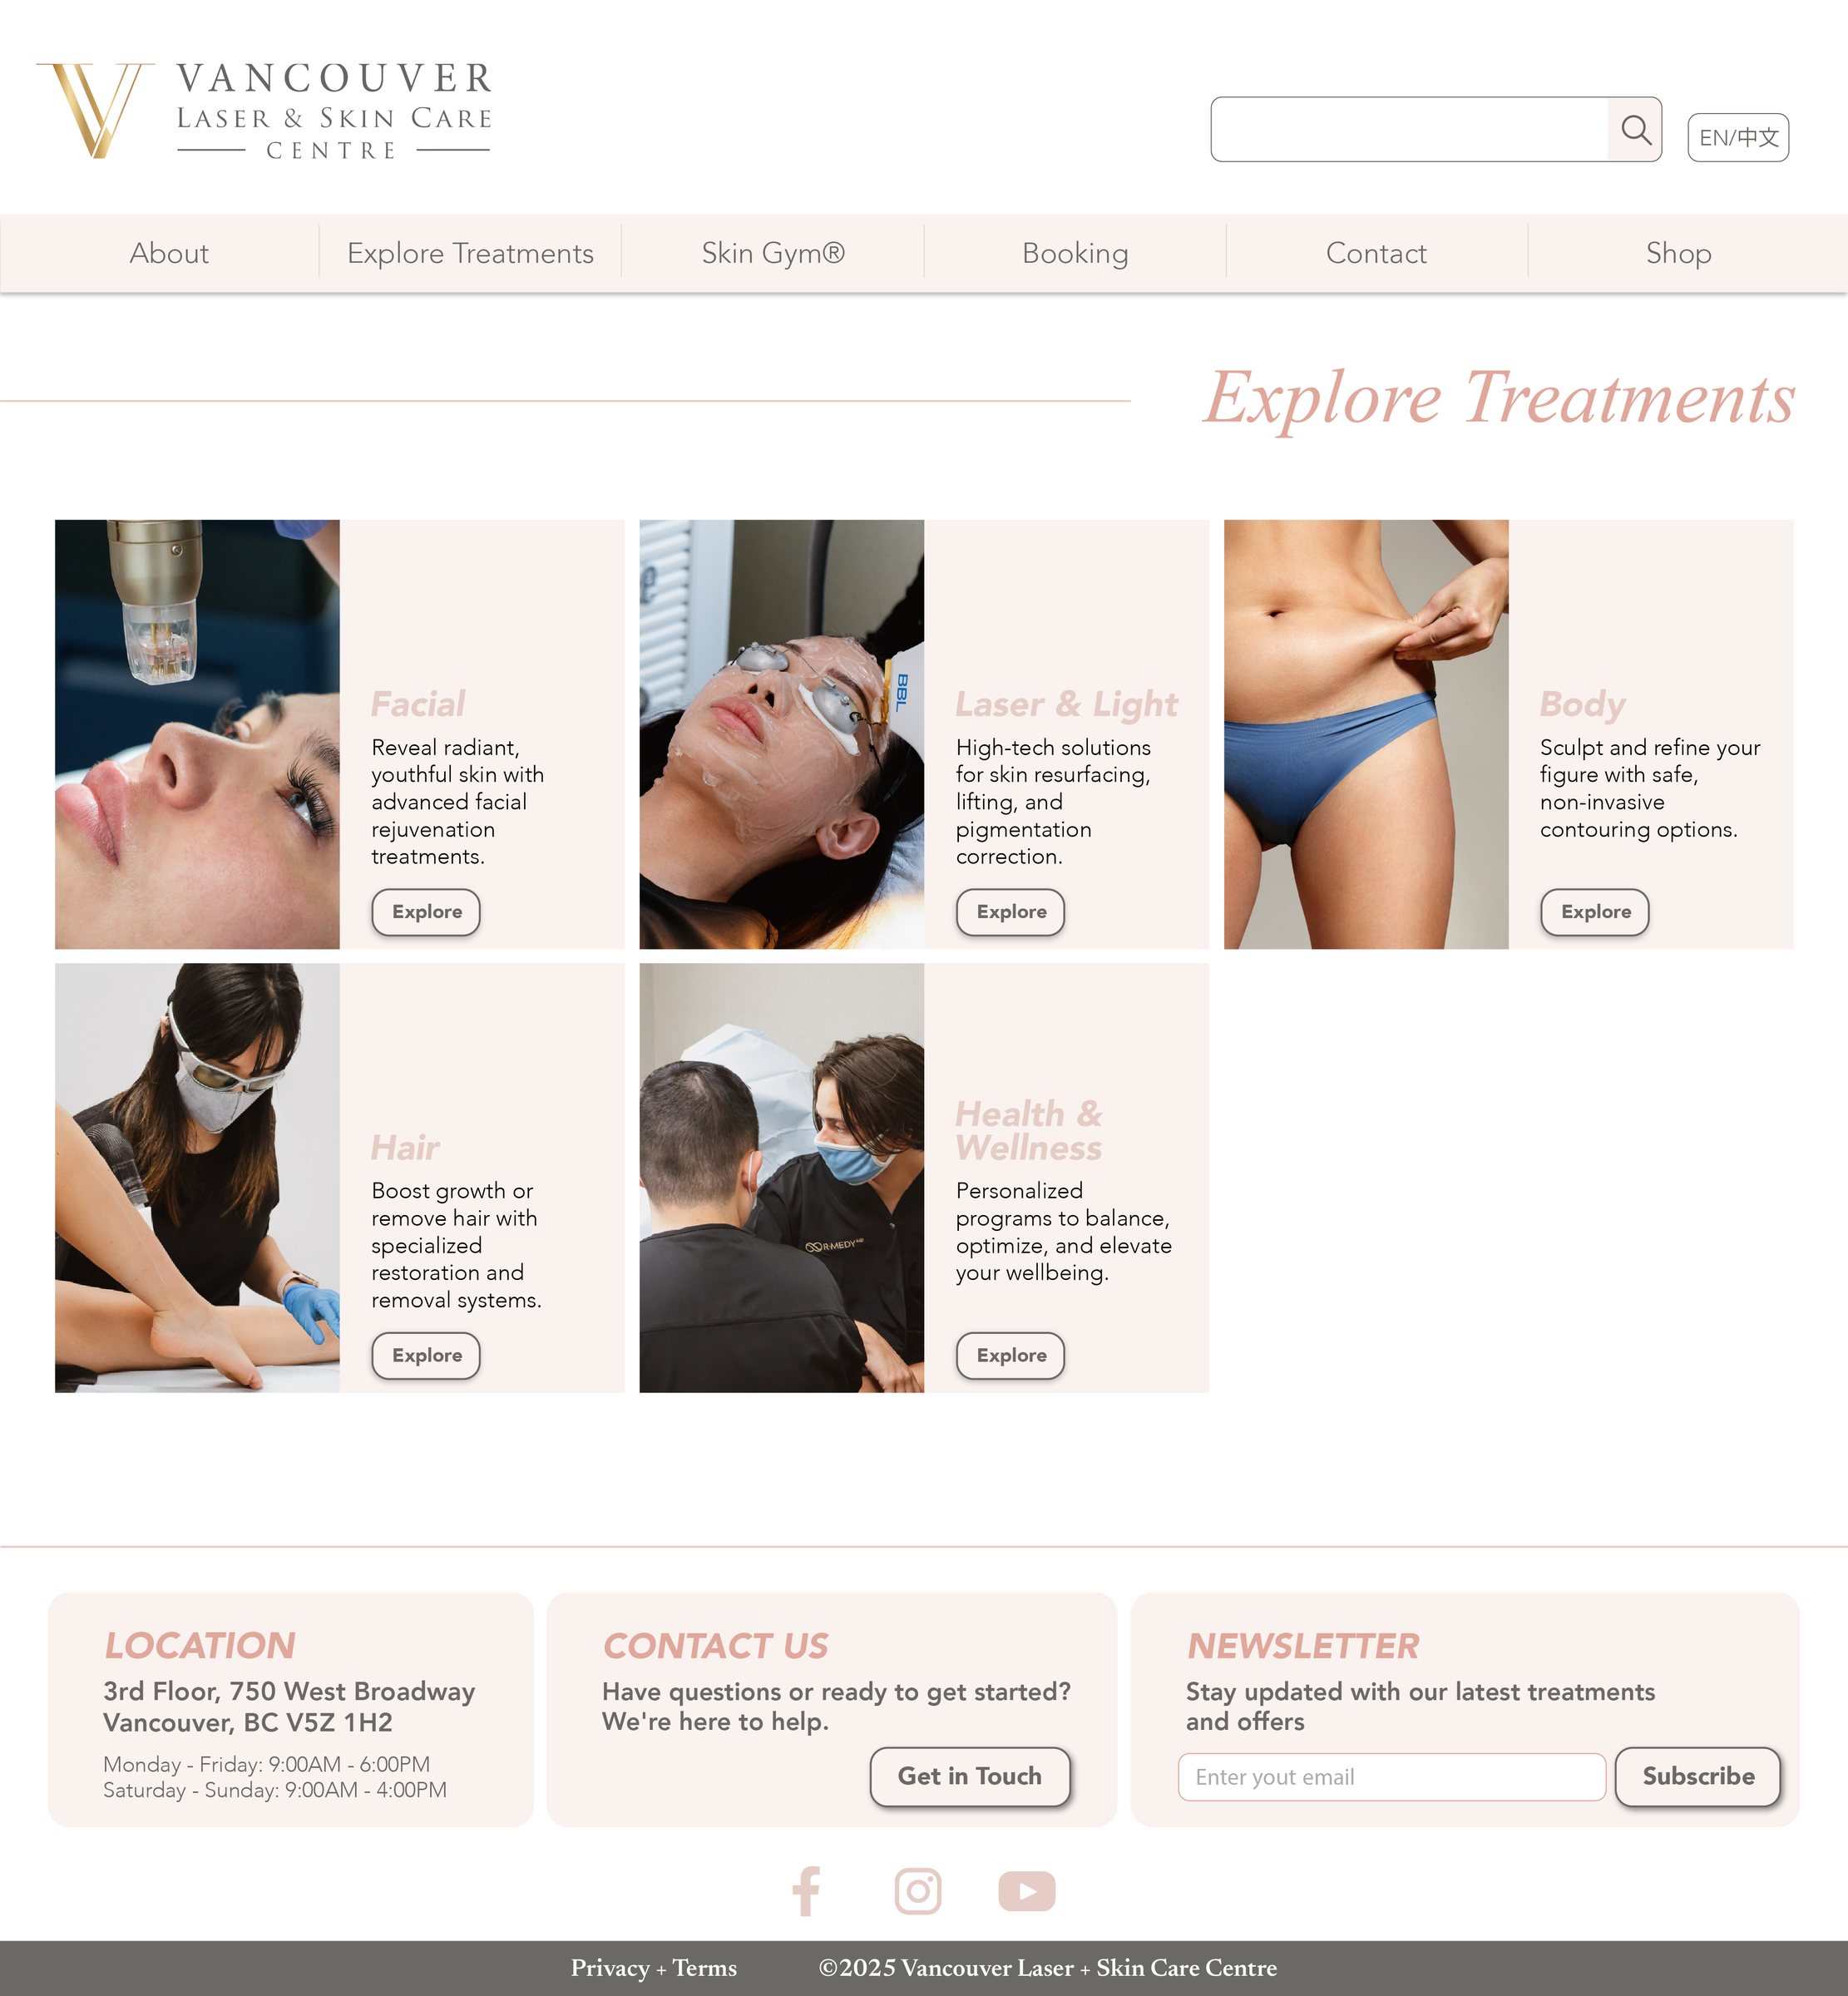 VANCOUVER
LASER & SKIN CARE
CENTRE
EN/中文
About
Explore Treatments
Skin Gym®
Booking
Contact
Shop
Explore Treatments
Facial
Reveal radiant,
youthful skin with
advanced facial
rejuvenation
treatments.
Explore
BBL
Laser & Light
High-tech solutions
for skin resurfacing,
lifting, and
pigmentation
correction.
Explore
Body
Sculpt and refine your
figure with safe,
non-invasive
contouring options.
Explore
Hair
Boost growth or
remove hair with
specialized
restoration and
removal systems.
Explore
R-MEDY
Health &
Wellness
Personalized
programs to balance,
optimize, and elevate
your wellbeing.
Explore
LOCATION
3rd Floor, 750 West Broadway
Vancouver, BC V5Z 1H2
Monday - Friday: 9:00AM - 6:00PM
Saturday - Sunday: 9:00AM - 4:00PM
CONTACT US
Have questions or ready to get started?
We're here to help.
Get in Touch
NEWSLETTER
Stay updated with our latest treatments
and offers
Enter yout email
Subscribe
Privacy + Terms
©2025 Vancouver Laser + Skin Care Centre